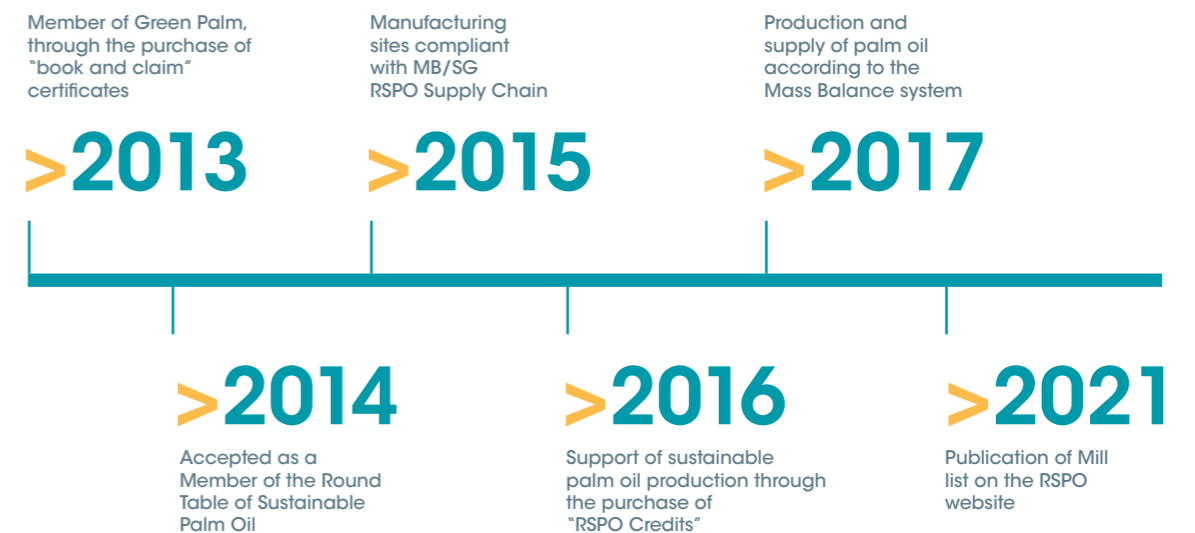 Member of Green Palm,
through the purchase of
“book and claim”
certificates
>2013
Manufacturing
sites compliant
with MB/SG
RSPO Supply Chain
>2015
Production and
supply of palm oil
according to the
Mass Balance system
>2017
>2014
Accepted as a
Member of the Round
Table of Sustainable
Palm Oil
>2016
Support of sustainable
palm oil production through
the purchase of
“RSPO Credits”
>2021
Publication of Mill
list on the RSPO
website